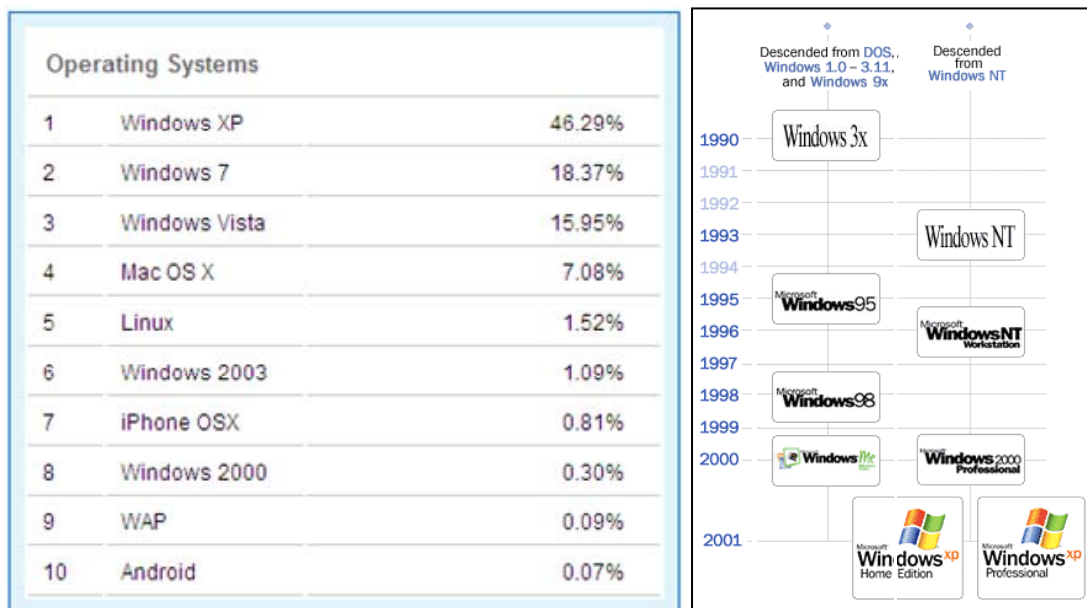 Operating Systems
1 Windows XP 46.29%
2 Windows 7 18.37%
3 Windows Vista 15.95%
4 Mac OS X 7.08%
5 Linux 1.52%
6 Windows 2003 1.09%
7 iPhone OSX 0.81%
8 Windows 2000 0.30%
9 WAP 0.09%
10 Android 0.07%
Descended from DOS,
Windows 1.0 – 3.11,
and Windows 9x
Descended
from
Windows NT
1990
Windows 3x
1991
1992
1993
Windows NT
1994
1995
Microsoft
Windows95
1996
Microsoft
WindowsNT
Workstation
1997
1998
Microsoft
Windows98
1999
2000
Windows Me
Microsoft
Windows2000
Professional
2001
Microsoft
Windows xp
Home Edition
Microsoft
Windows xp
Professional